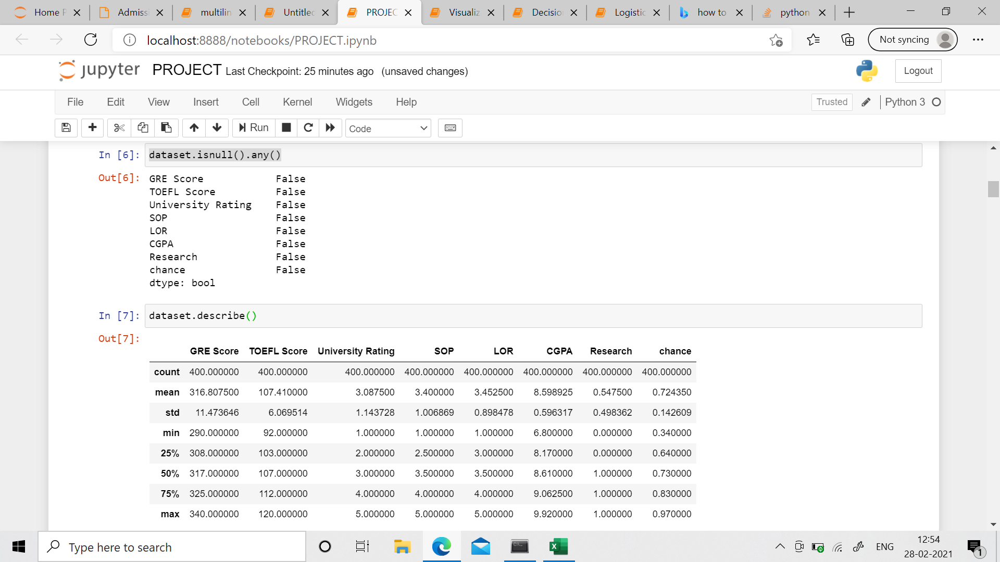 Home P Admissi multilin Untitled PROJEC Visualiz Decisio Logistic how to python
localhost:8888/notebooks/PROJECT.ipynb Not syncing
jupyter PROJECT Last Checkpoint: 25 minutes ago (unsaved changes) Logout
File Edit View Insert Cell Kernel Widgets Help Trusted Python 3
Run Code
In [6]: dataset.isnull().any()
Out[6]: GRE Score False
TOEFL Score False
University Rating False
SOP False
LOR False
CGPA False
Research False
chance False
dtype: bool
In [7]: dataset.describe()
Out[7]:
GRE Score TOEFL Score University Rating SOP LOR CGPA Research chance
count 400.000000 400.000000 400.000000 400.000000 400.000000 400.000000 400.000000 400.000000
mean 316.807500 107.410000 3.087500 3.400000 3.452500 8.598925 0.547500 0.724350
std 11.473646 6.069514 1.143728 1.006869 0.898478 0.596317 0.498362 0.142609
min 290.000000 92.000000 1.000000 1.000000 1.000000 6.800000 0.000000 0.340000
25% 308.000000 103.000000 2.000000 2.500000 3.000000 8.170000 0.000000 0.640000
50% 317.000000 107.000000 3.000000 3.500000 3.500000 8.610000 1.000000 0.730000
75% 325.000000 112.000000 4.000000 4.000000 4.000000 9.062500 1.000000 0.830000
max 340.000000 120.000000 5.000000 5.000000 5.000000 9.920000 1.000000 0.970000
Type here to search ENG 12:54
28-02-2021 1